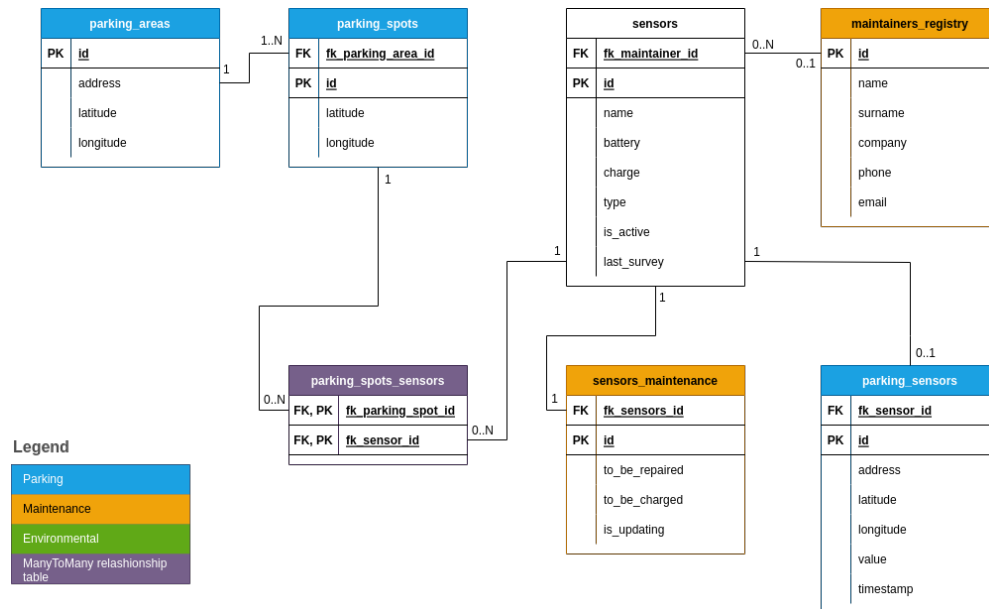 parking_areas
PK id
address
latitude
longitude
1
1..N
parking_spots
FK fk_parking_area_id
PK id
latitude
longitude
1
sensors
FK fk_maintainer_id
PK id
name
battery
charge
type
is_active
last_survey
0..N
0..1
maintainers_registry
PK id
name
surname
company
phone
email
1
1
1
0..N
parking_spots_sensors
FK, PK fk_parking_spot_id
FK, PK fk_sensor_id
0..N
1
sensors_maintenance
FK fk_sensors_id
PK id
to_be_repaired
to_be_charged
is_updating
0..1
parking_sensors
FK fk_sensor_id
PK id
address
latitude
longitude
value
timestamp
Legend
Parking
Maintenance
Environmental
ManyToMany relashionship
table